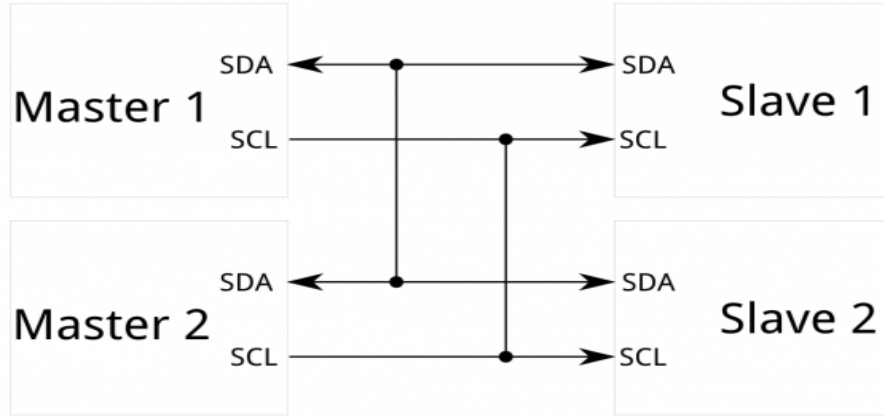 SDA
Master 1
SCL
SDA
Slave 1
SCL
SDA
Master 2
SCL
SDA
Slave 2
SCL